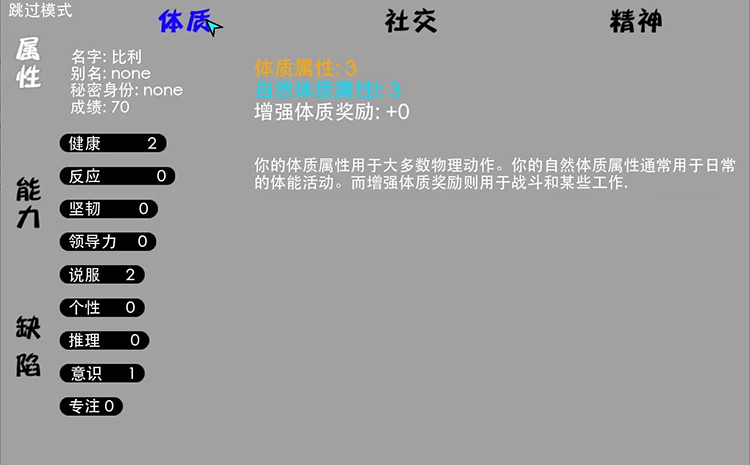 跳过模式
体质
社交
精神
属性
名字: 比利
别名: none
秘密身份: none
成绩: 70
体质属性: 3
自然体质属性l: 3
增强体质奖励: +0
健康 2
反应 0
坚韧 0
领导力 0
说服 2
个性 0
推理 0
意识 1
专注 0
能力
缺陷
你的体质属性用于大多数物理动作。你的自然体质属性通常用于日常
的体能活动。而增强体质奖励则用于战斗和某些工作.